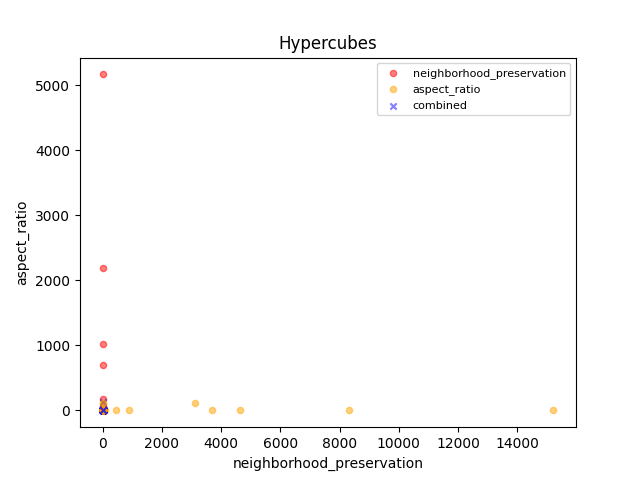 Hypercubes
neighborhood_preservation
aspect_ratio
combined
5000
4000
3000
2000
1000
0
aspect_ratio
0 2000 4000 6000 8000 10000 12000 14000
neighborhood_preservation